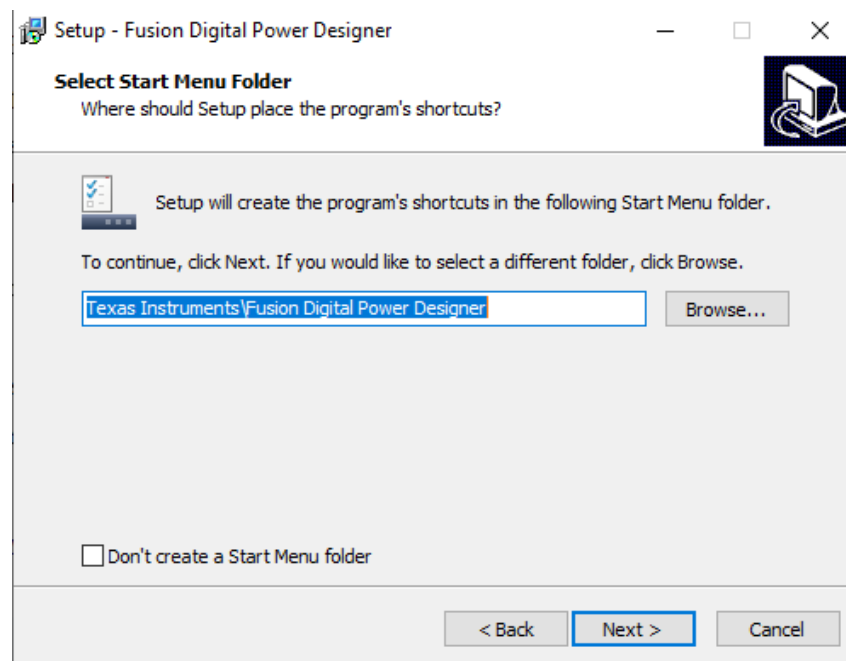 Setup - Fusion Digital Power Designer
Select Start Menu Folder
Where should Setup place the program's shortcuts?
Setup will create the program's shortcuts in the following Start Menu folder.
To continue, click Next. If you would like to select a different folder, click Browse.
Texas Instruments\Fusion Digital Power Designer
Browse...
Don't create a Start Menu folder
< Back
Next >
Cancel